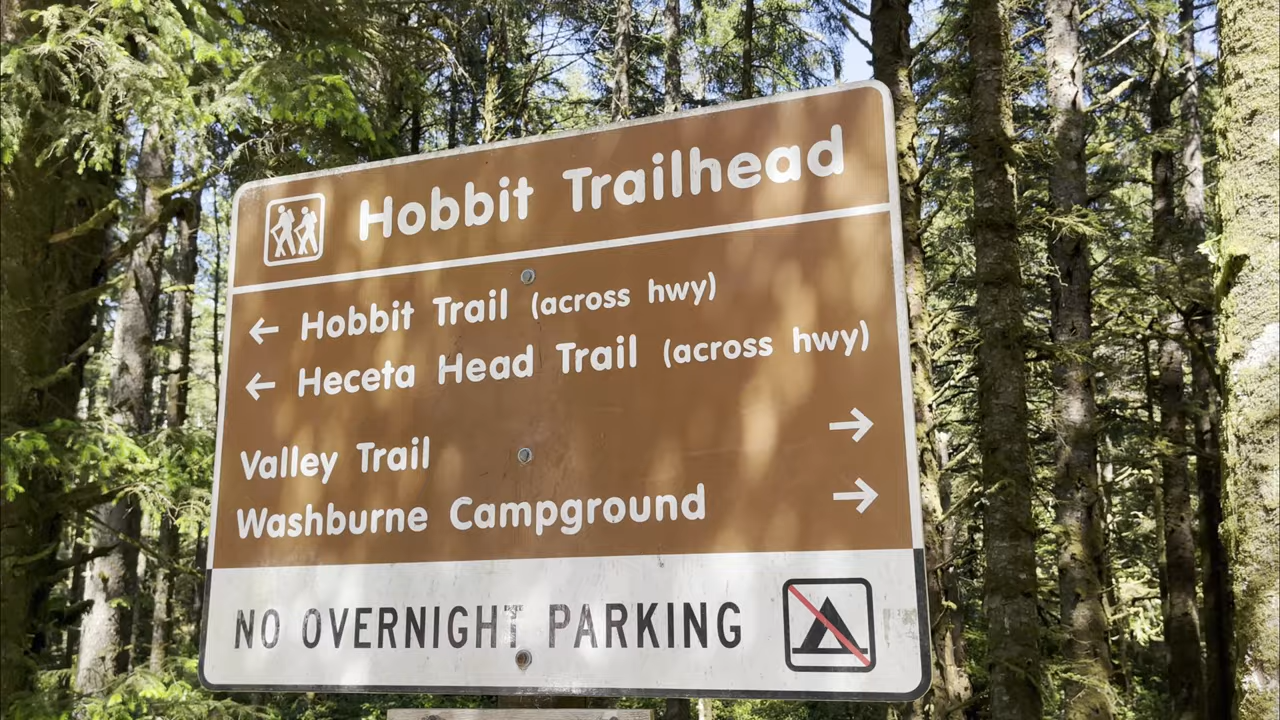 Hobbit Trailhead
← Hobbit Trail (across hwy)
← Heceta Head Trail (across hwy)
Valley Trail →
Washburne Campground →
NO OVERNIGHT PARKING